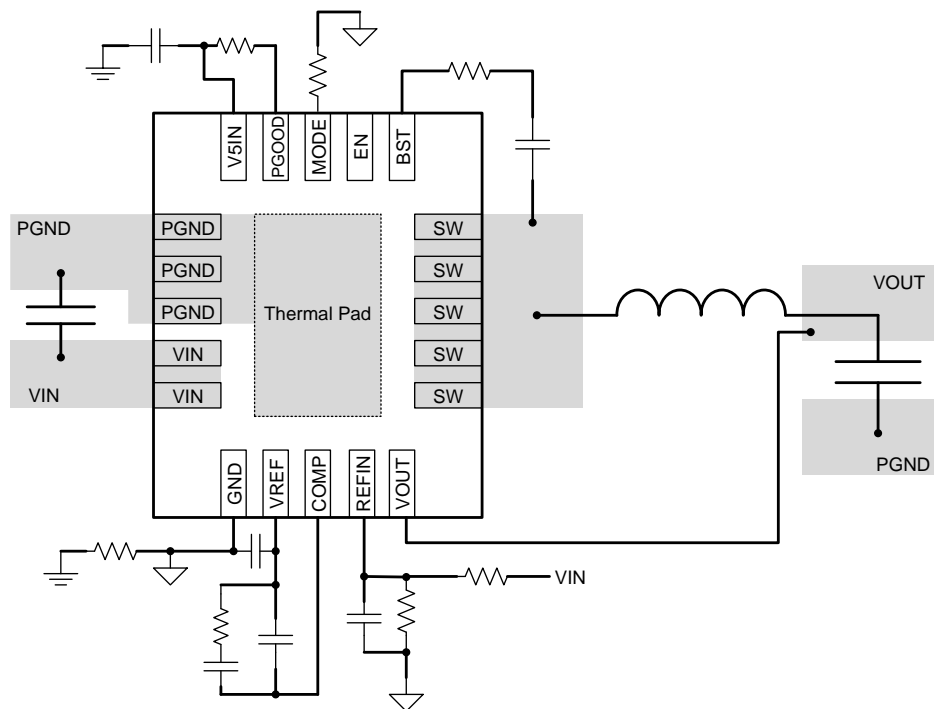 V5IN
PGOOD
MODE
EN
BST
PGND
PGND
SW
PGND
SW
VOUT
PGND
Thermal Pad
SW
VIN
SW
VIN
VIN
SW
PGND
GND
VREF
COMP
REFIN
VOUT
VIN